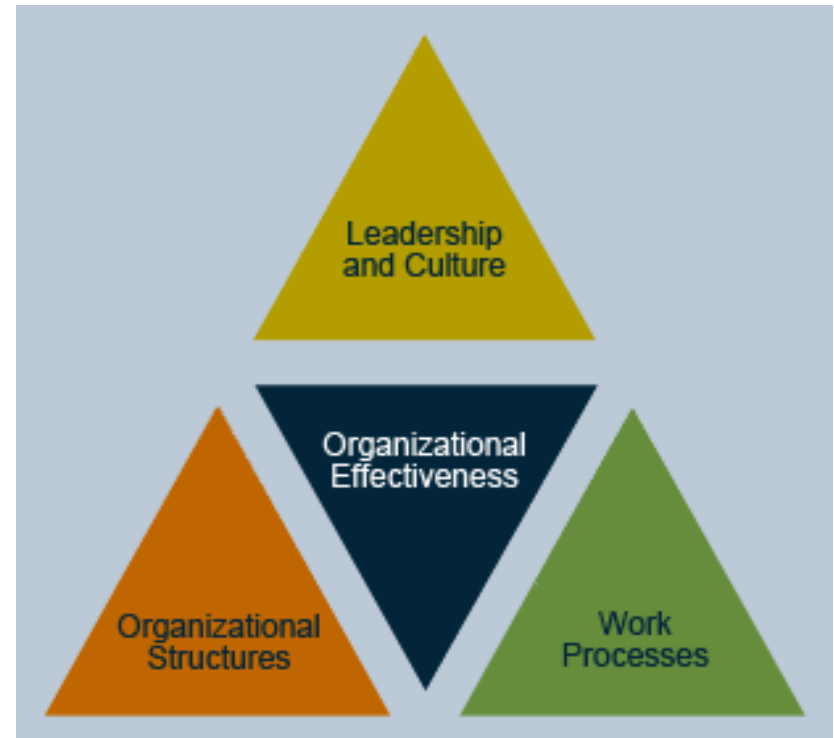 Leadership
and Culture
Organizational
Effectiveness
Organizational
Structures
Work
Processes